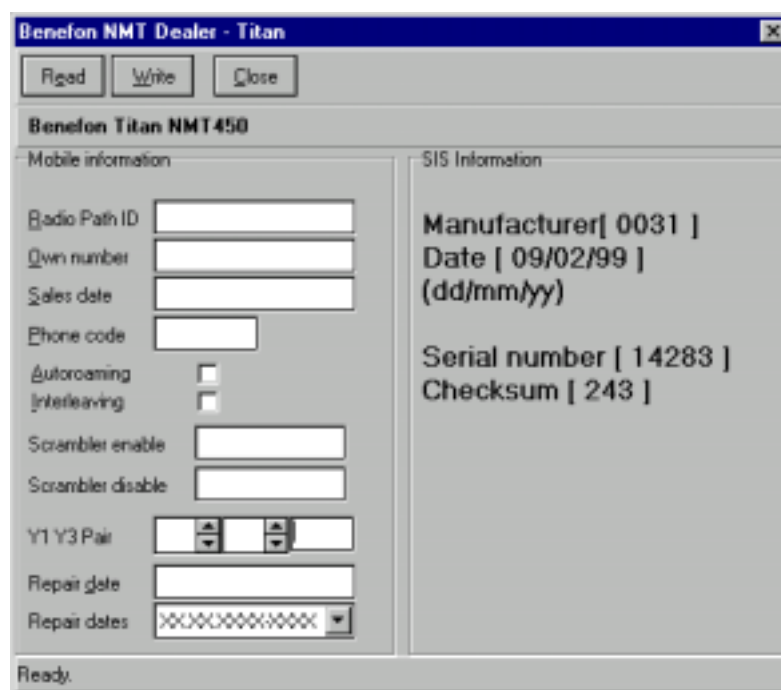 Benefon NMT Dealer - Titan
Read Write Close
Benefon Titan NMT450
Mobile information
Radio Path ID
Own number
Sales date
Phone code
Autoroaming
Interleaving
Scrambler enable
Scrambler disable
Y1 Y3 Pair
Repair date
Repair dates
SIS Information
Manufacturer[ 0031 ]
Date [ 09/02/99 ]
(dd/mm/yy)
Serial number [ 14283 ]
Checksum [ 243 ]
Ready.